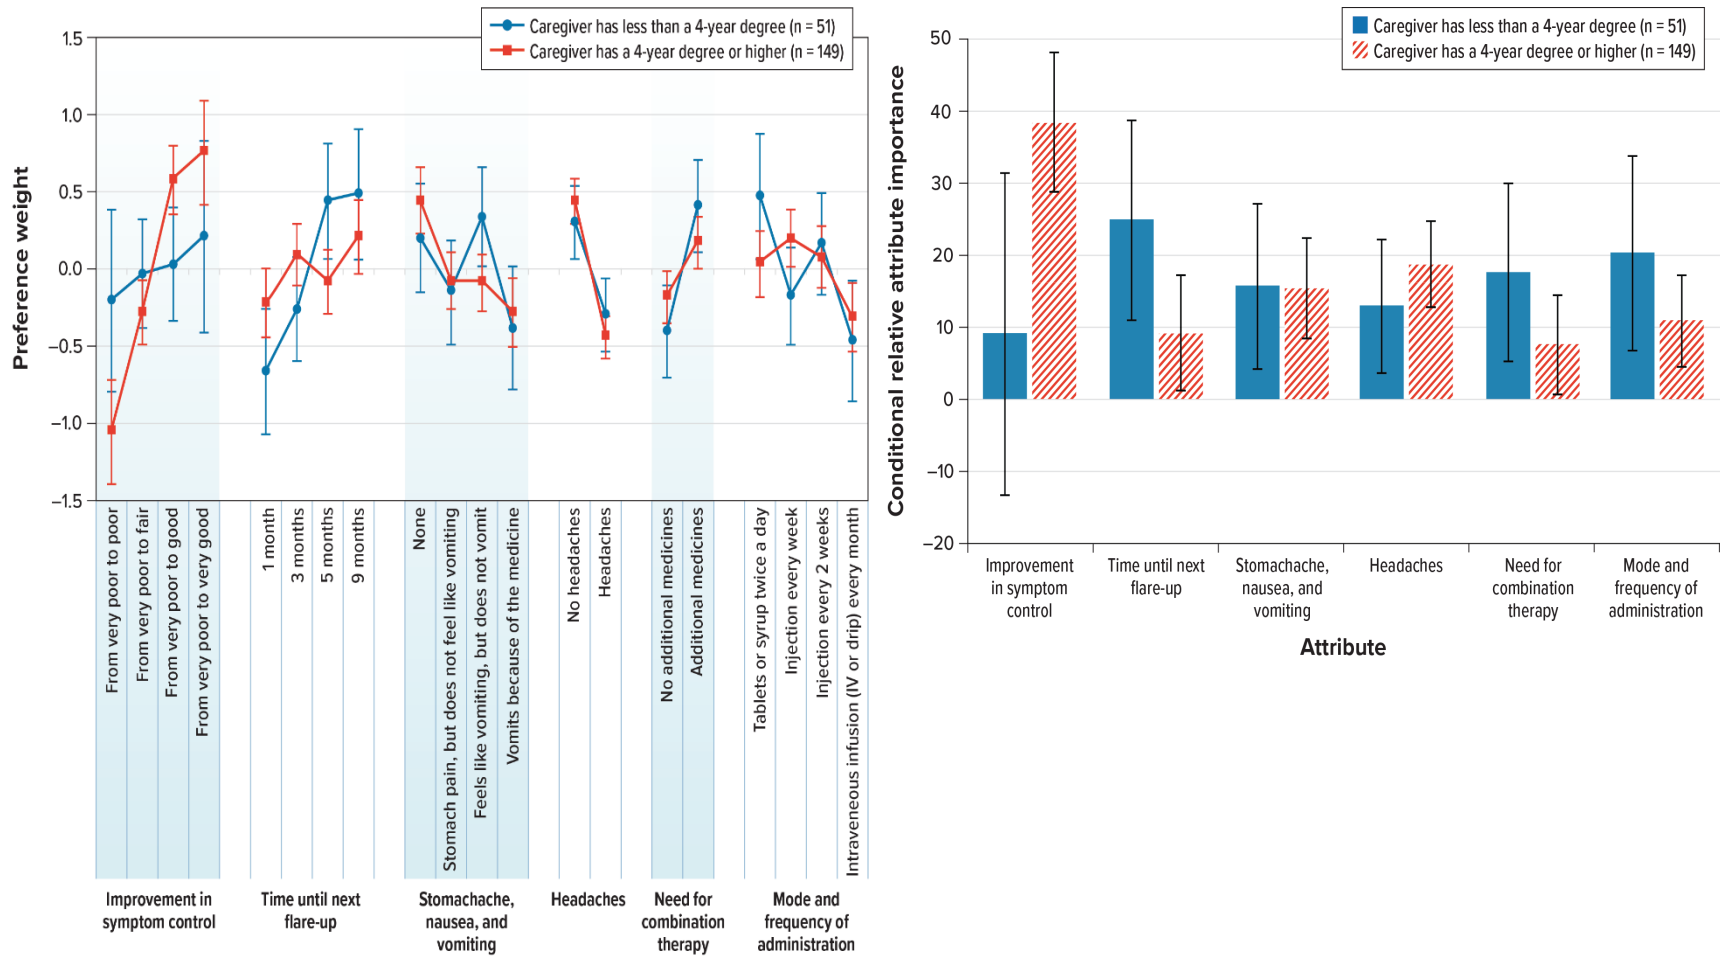 Caregiver has less than a 4-year degree (n = 51)
Caregiver has a 4-year degree or higher (n = 149)
Preference weight
1.5
1.0
0.5
0.0
−0.5
−1.0
−1.5
From very poor to poor
From very poor to fair
From very poor to good
From very poor to very good
1 month
3 months
5 months
9 months
None
Stomach pain, but does not feel like vomiting
Feels like vomiting, but does not vomit
Vomits because of the medicine
No headaches
Headaches
No additional medicines
Additional medicines
Tablets or syrup twice a day
Injection every week
Injection every 2 weeks
Intraveneous infusion (IV or drip) every month
Improvement in
symptom control
Time until next
flare-up
Stomachache,
nausea, and
vomiting
Headaches
Need for
combination
therapy
Mode and
frequency of
administration
Caregiver has less than a 4-year degree (n = 51)
Caregiver has a 4-year degree or higher (n = 149)
Conditional relative attribute importance
50
40
30
20
10
0
−10
−20
Improvement
in symptom
control
Time until next
flare-up
Stomachache,
nausea, and
vomiting
Headaches
Need for
combination
therapy
Mode and
frequency of
administration
Attribute